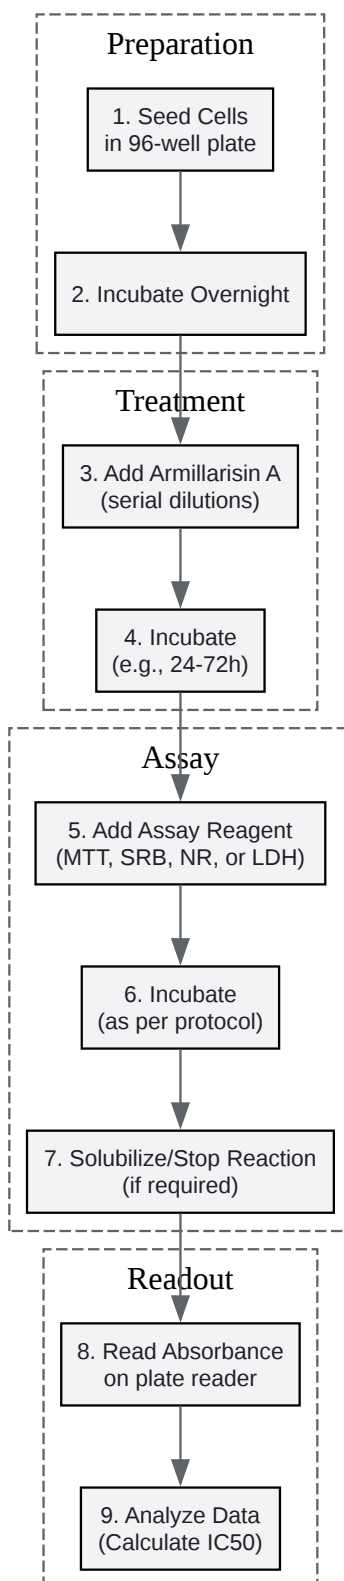 Preparation
1. Seed Cells
in 96-well plate
2. Incubate Overnight
Treatment
3. Add Armillarisin A
(serial dilutions)
4. Incubate
(e.g., 24-72h)
Assay
5. Add Assay Reagent
(MTT, SRB, NR, or LDH)
6. Incubate
(as per protocol)
7. Solubilize/Stop Reaction
(if required)
Readout
8. Read Absorbance
on plate reader
9. Analyze Data
(Calculate IC50)